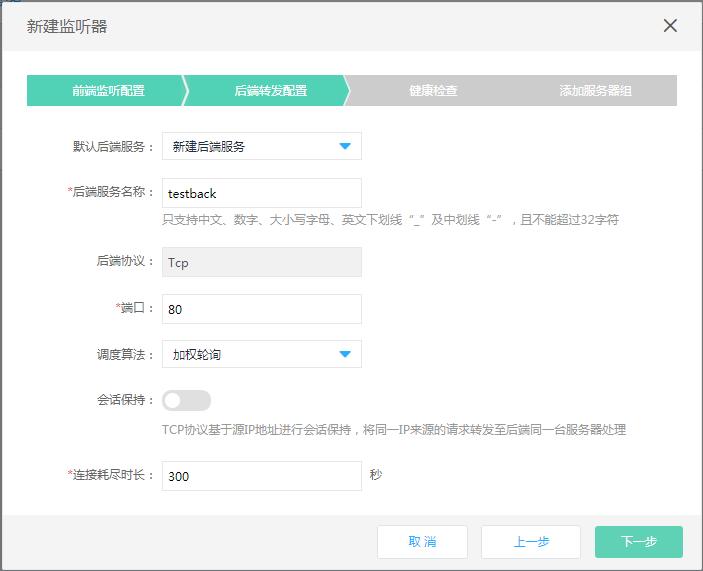 新建监听器
前端监听配置 后端转发配置 健康检查 添加服务器组
默认后端服务： 新建后端服务
*后端服务名称： testback
只支持中文、数字、大小写字母、英文下划线“_”及中划线“-”，且不能超过32字符
后端协议： Tcp
*端口： 80
调度算法： 加权轮询
会话保持：
TCP协议基于源IP地址进行会话保持，将同一IP来源的请求转发至后端同一台服务器处理
*连接耗尽时长： 300 秒
取 消 上一步 下一步